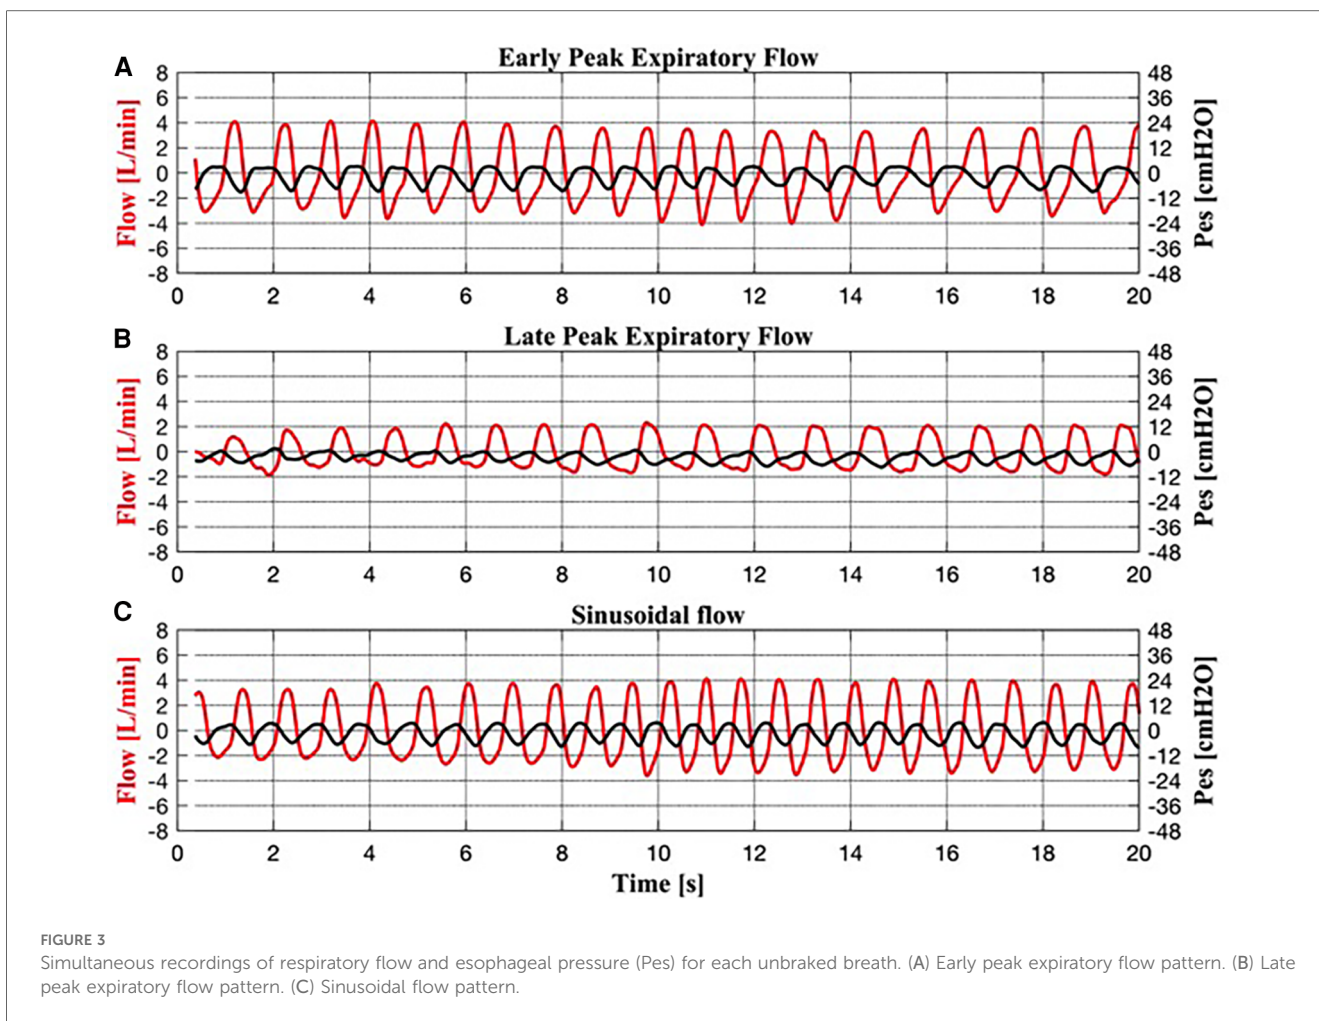 A
Early Peak Expiratory Flow
Flow [L/min]
8
6
4
2
0
-2
-4
-6
-8
48
36
24
12
0
-12
-24
-36
-48
Pes [cmH2O]
0 2 4 6 8 10 12 14 16 18 20
B
Late Peak Expiratory Flow
Flow [L/min]
8
6
4
2
0
-2
-4
-6
-8
48
36
24
12
0
-12
-24
-36
-48
Pes [cmH2O]
0 2 4 6 8 10 12 14 16 18 20
C
Sinusoidal flow
Flow [L/min]
8
6
4
2
0
-2
-4
-6
-8
48
36
24
12
0
-12
-24
-36
-48
Pes [cmH2O]
0 2 4 6 8 10 12 14 16 18 20
Time [s]
FIGURE 3
Simultaneous recordings of respiratory flow and esophageal pressure (Pes) for each unbraked breath. (A) Early peak expiratory flow pattern. (B) Late
peak expiratory flow pattern. (C) Sinusoidal flow pattern.